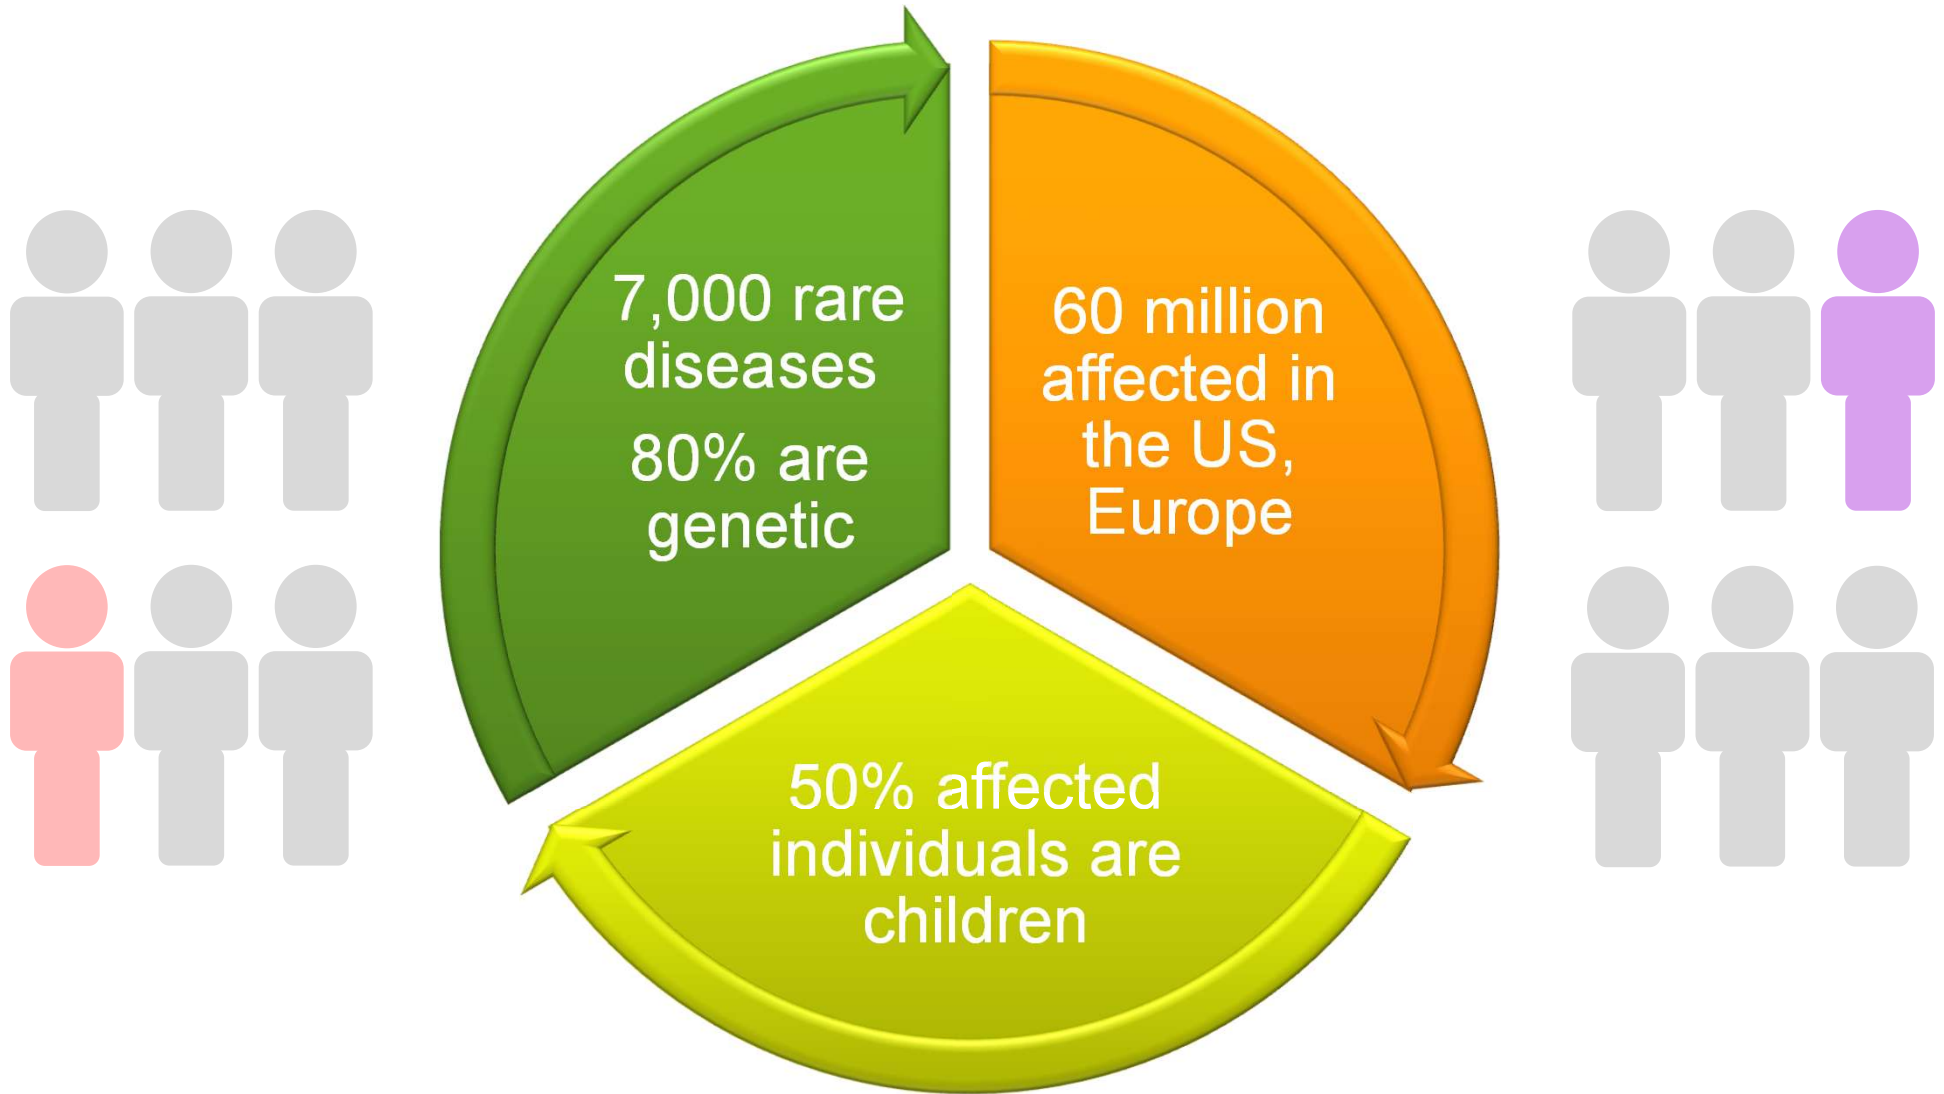 7,000 rare
diseases
80% are
genetic
60 million
affected in
the US,
Europe
50% affected
individuals are
children